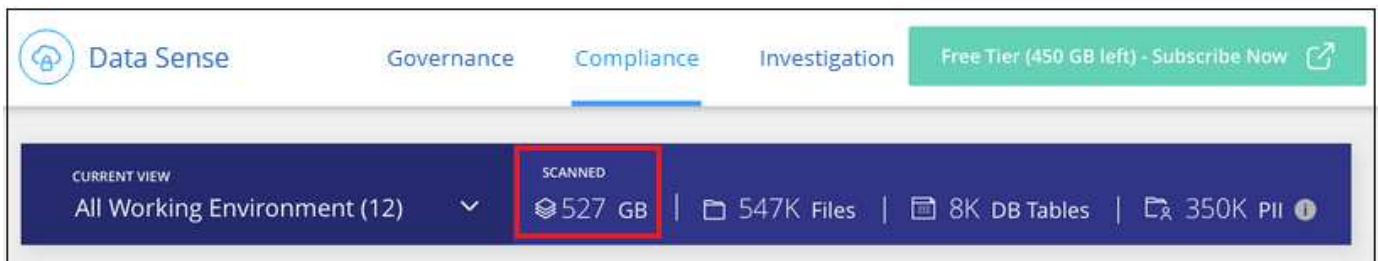 Data Sense Governance Compliance Investigation Free Tier (450 GB left) - Subscribe Now
CURRENT VIEW SCANNED
All Working Environment (12) 527 GB | 547K Files | 8K DB Tables | 350K PII